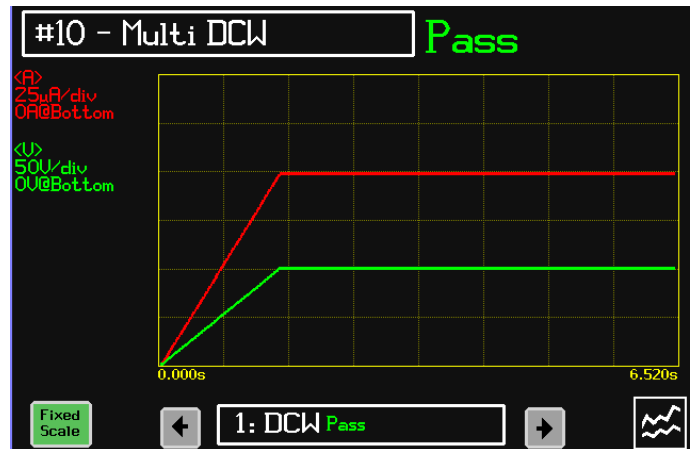 #10 - Multi DCW
Pass
<A>
25µA/div
0A@Bottom
<V>
50V/div
0V@Bottom
0.000s
6.520s
Fixed
Scale
1: DCW Pass